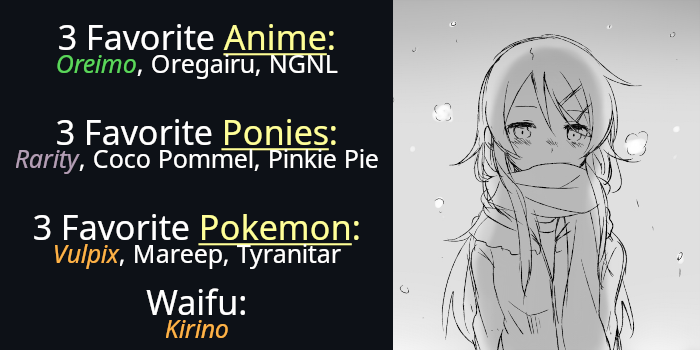 3 Favorite Anime:
Oreimo, Oregairu, NGNL
3 Favorite Ponies:
Rarity, Coco Pommel, Pinkie Pie
3 Favorite Pokemon:
Vulpix, Mareep, Tyranitar
Waifu:
Kirino